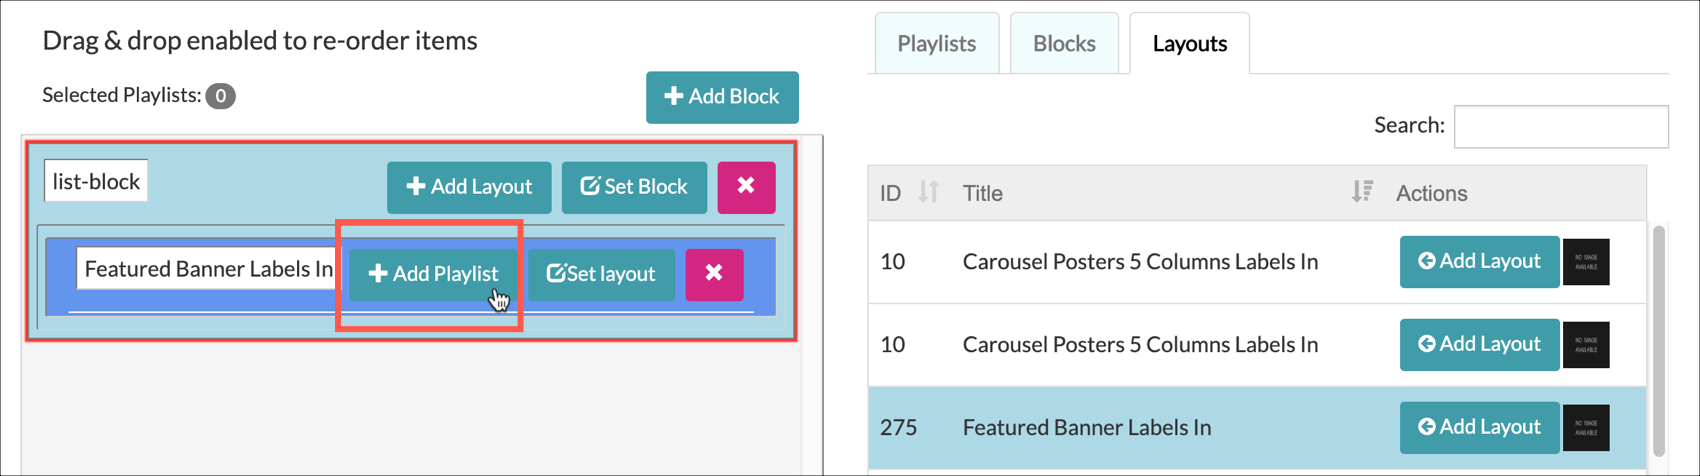 Drag & drop enabled to re-order items
Selected Playlists: 0
Add Block
list-block
Add Layout
Set Block
Featured Banner Labels In
Add Playlist
Set layout
Playlists
Blocks
Layouts
Search:
ID Title Actions
10 Carousel Posters 5 Columns Labels In Add Layout
NO IMAGE
AVAILABLE
10 Carousel Posters 5 Columns Labels In Add Layout
NO IMAGE
AVAILABLE
275 Featured Banner Labels In Add Layout
NO IMAGE
AVAILABLE